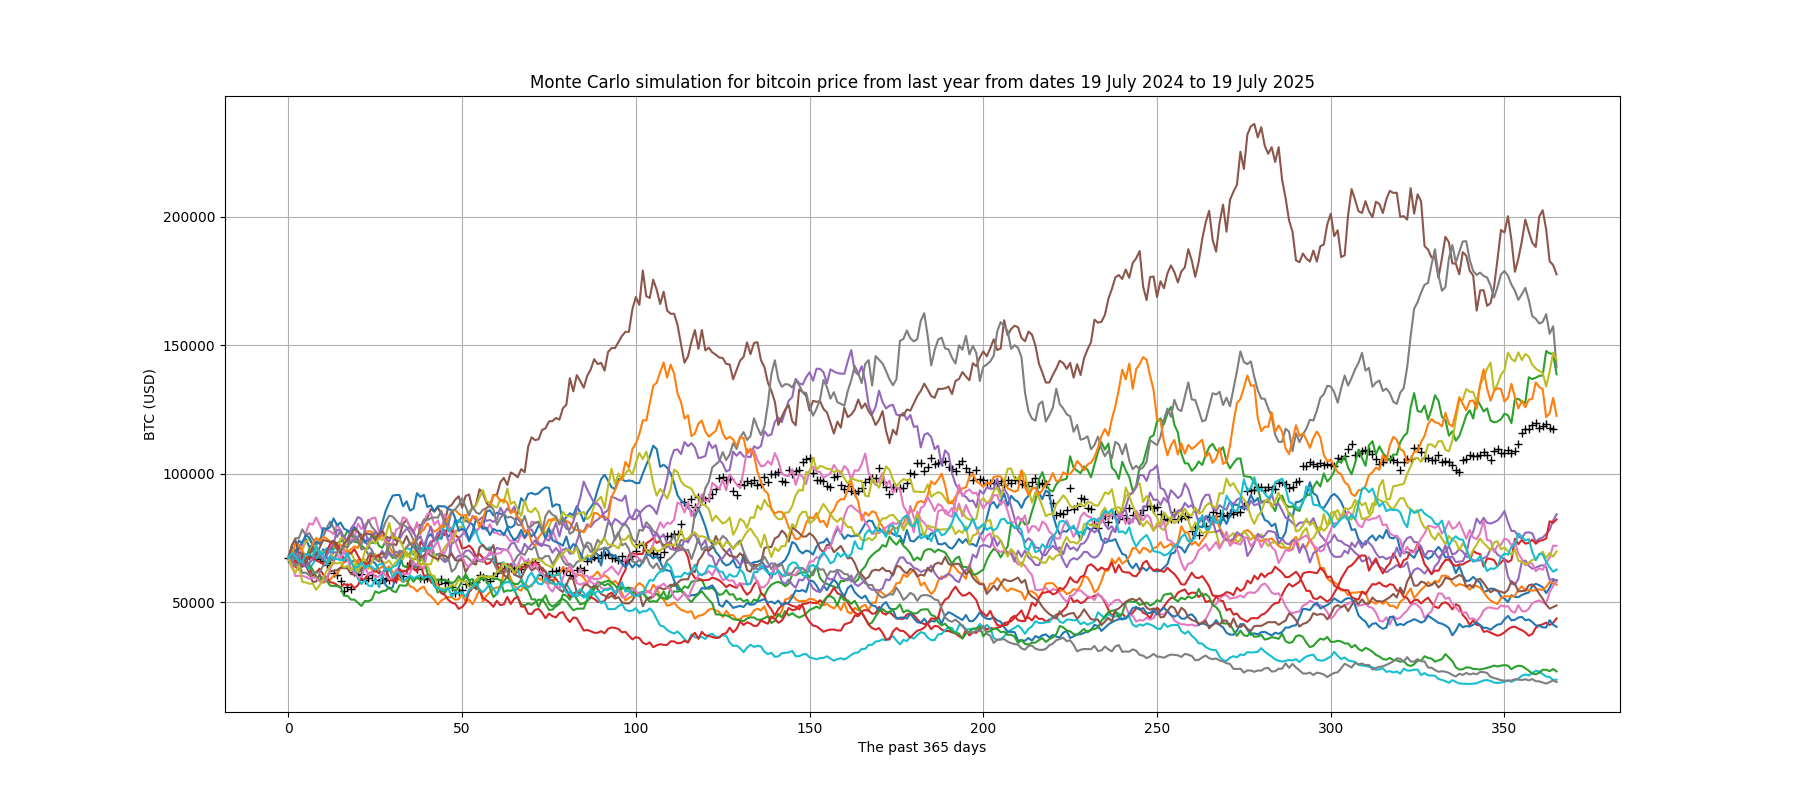 Monte Carlo simulation for bitcoin price from last year from dates 19 July 2024 to 19 July 2025
200000
150000
100000
50000
BTC (USD)
0 50 100 150 200 250 300 350
The past 365 days